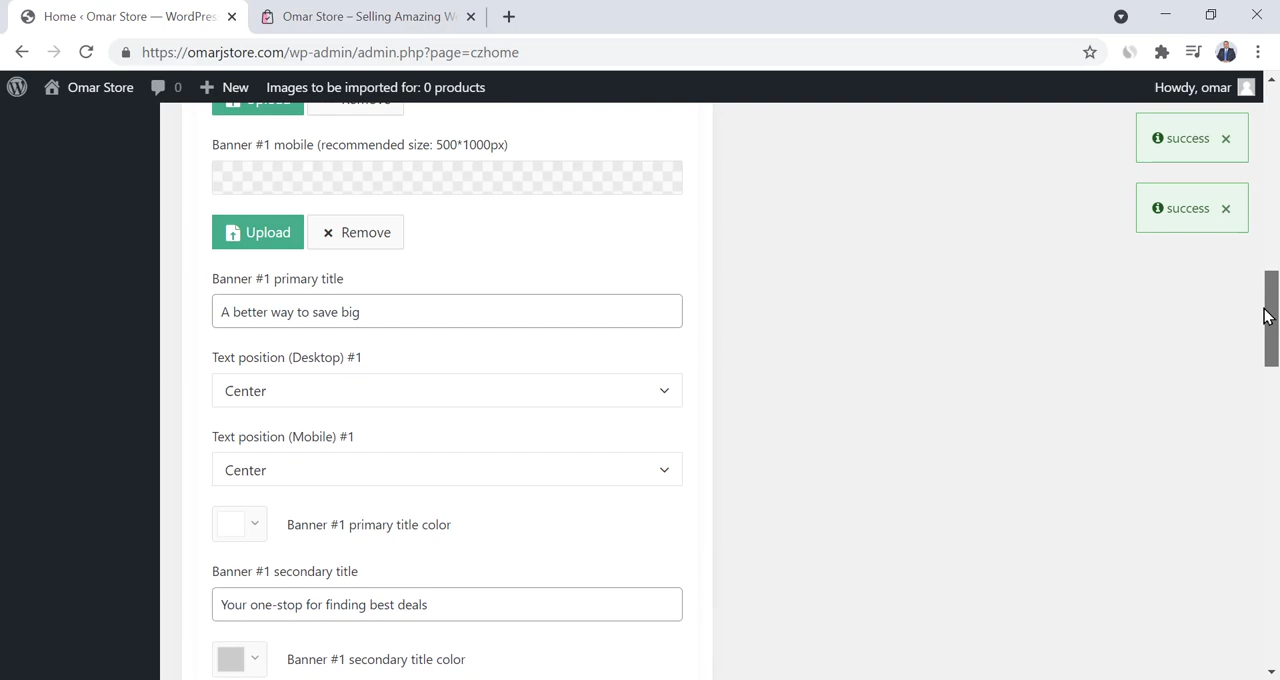 Home ‹ Omar Store — WordPres
Omar Store – Selling Amazing W
https://omarjstore.com/wp-admin/admin.php?page=czhome
Omar Store
0
New
Images to be imported for: 0 products
Howdy, omar
Upload
Remove
success
Banner #1 mobile (recommended size: 500*1000px)
success
Upload
Remove
Banner #1 primary title
A better way to save big
Text position (Desktop) #1
Center
Text position (Mobile) #1
Center
Banner #1 primary title color
Banner #1 secondary title
Your one-stop for finding best deals
Banner #1 secondary title color